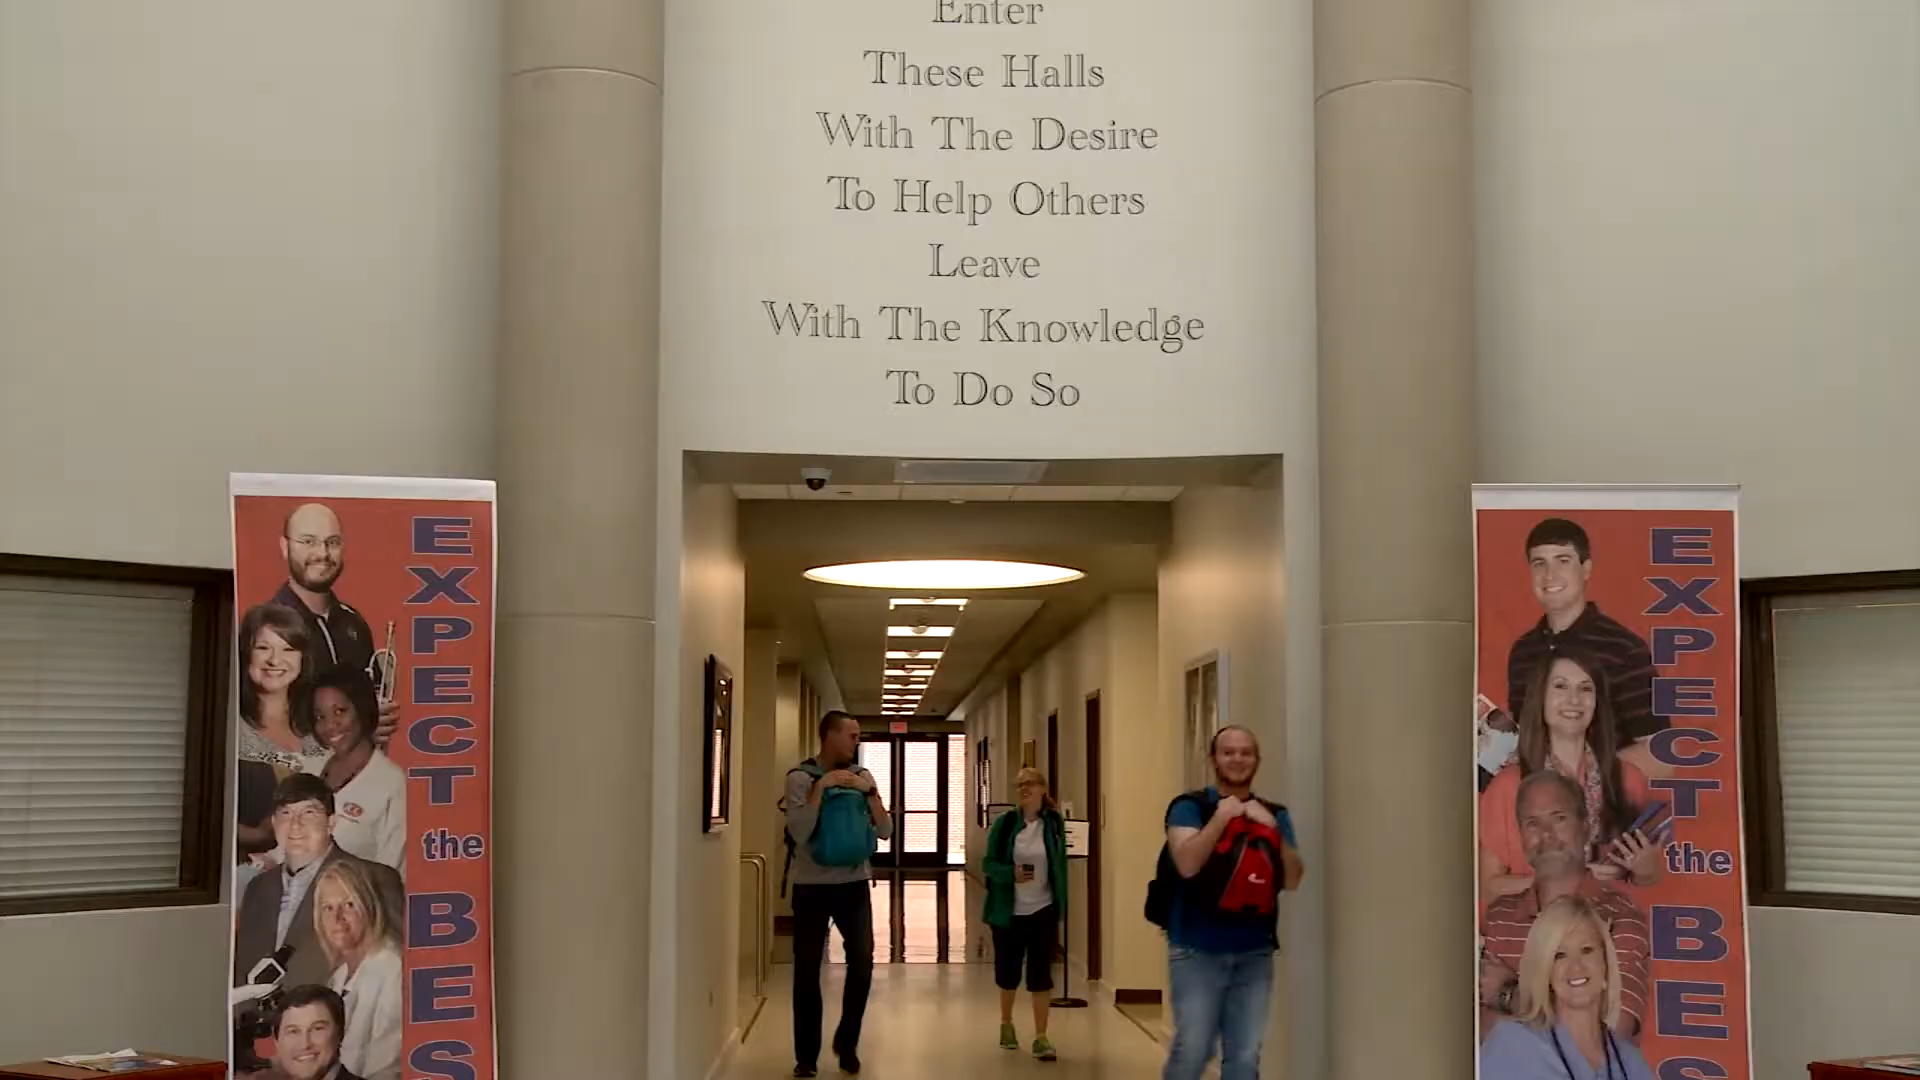 Enter
These Halls
With The Desire
To Help Others
Leave
With The Knowledge
To Do So
EXPECT
the
BES
EXPECT
the
BES